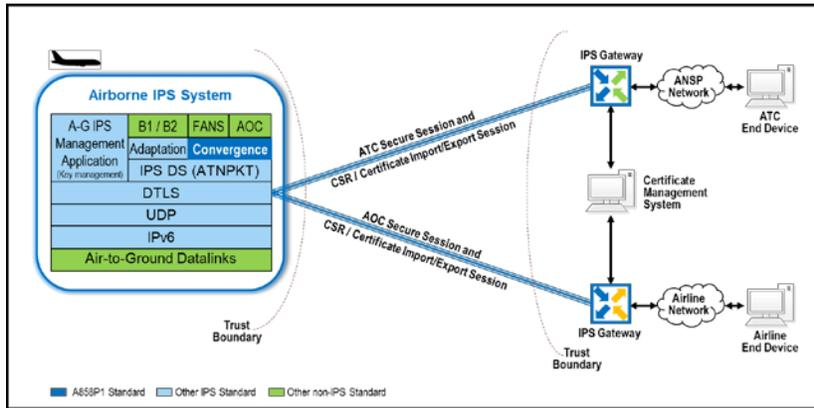 Airborne IPS System
A-G IPS
Management
Application
(Key management)
B1 / B2
FANS
AOC
Adaptation
Convergence
IPS DS (ATNPKT)
DTLS
UDP
IPv6
Air-to-Ground Datalinks
Trust
Boundary
ATC Secure Session and
CSR / Certificate Import/Export Session
AOC Secure Session and
CSR / Certificate Import/Export Session
IPS Gateway
ANSP
Network
ATC
End Device
Certificate
Management
System
IPS Gateway
Airline
Network
Airline
End Device
Trust
Boundary
A858P1 Standard
Other IPS Standard
Other non-IPS Standard